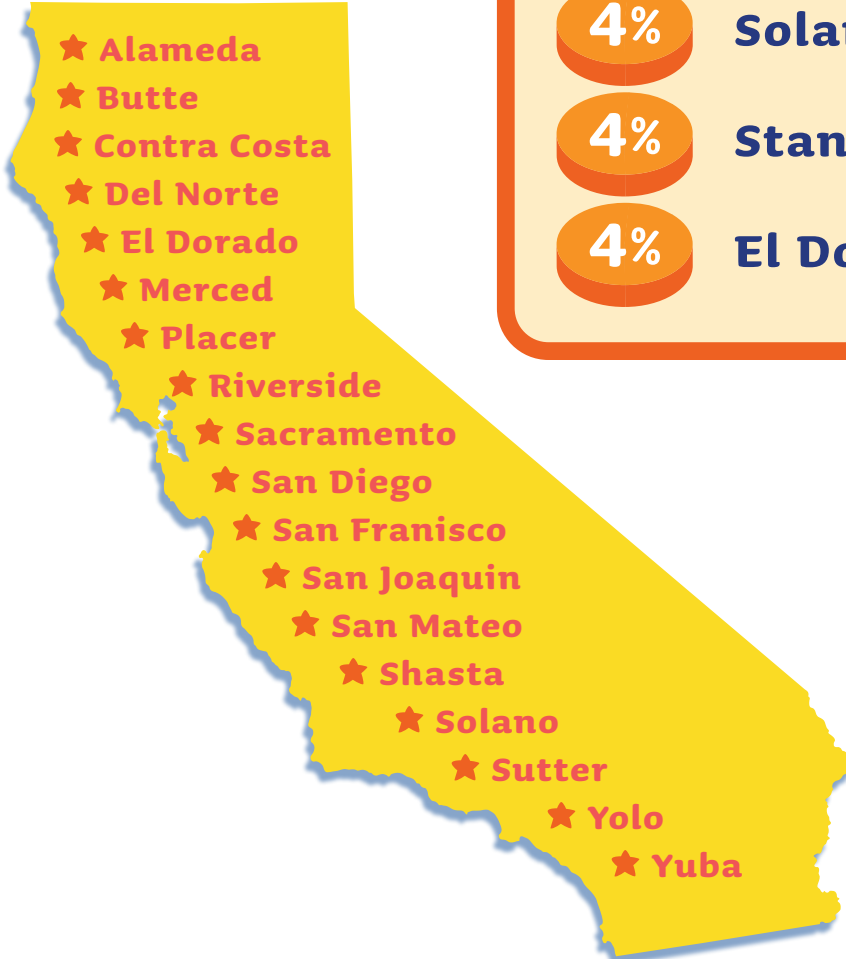 Alameda
Butte
Contra Costa
Del Norte
El Dorado
Merced
Placer
Riverside
Sacramento
San Diego
San Franisco
San Joaquin
San Mateo
Shasta
Solano
Sutter
Yolo
Yuba
4%
4%
4% El